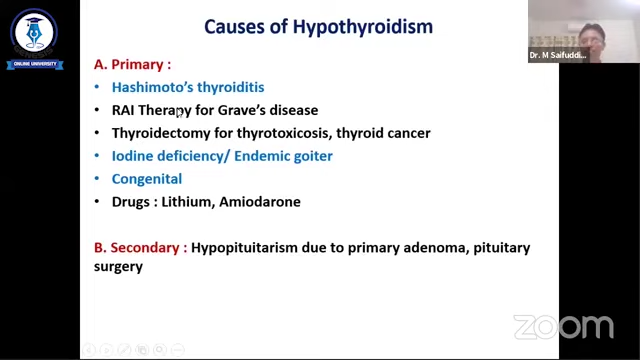 Causes of Hypothyroidism
Dr. M Saifuddi...
ONLINE UNIVERSITY
A. Primary :
• Hashimoto's thyroiditis
• RAI Therapy for Grave's disease
• Thyroidectomy for thyrotoxicosis, thyroid cancer
• Iodine deficiency/ Endemic goiter
• Congenital
• Drugs : Lithium, Amiodarone
B. Secondary : Hypopituitarism due to primary adenoma, pituitary
surgery
zoom